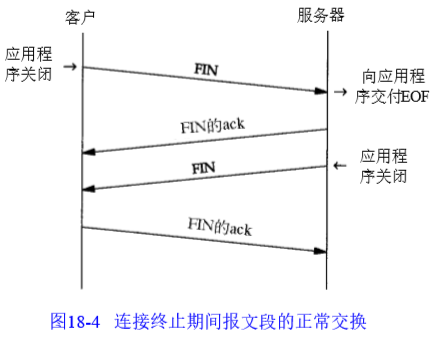 客户
服务器
应用程
序关闭
FIN
向应用程
序交付EOF
FIN的ack
FIN
应用程
序关闭
FIN的ack
图18-4 连接终止期间报文段的正常交换